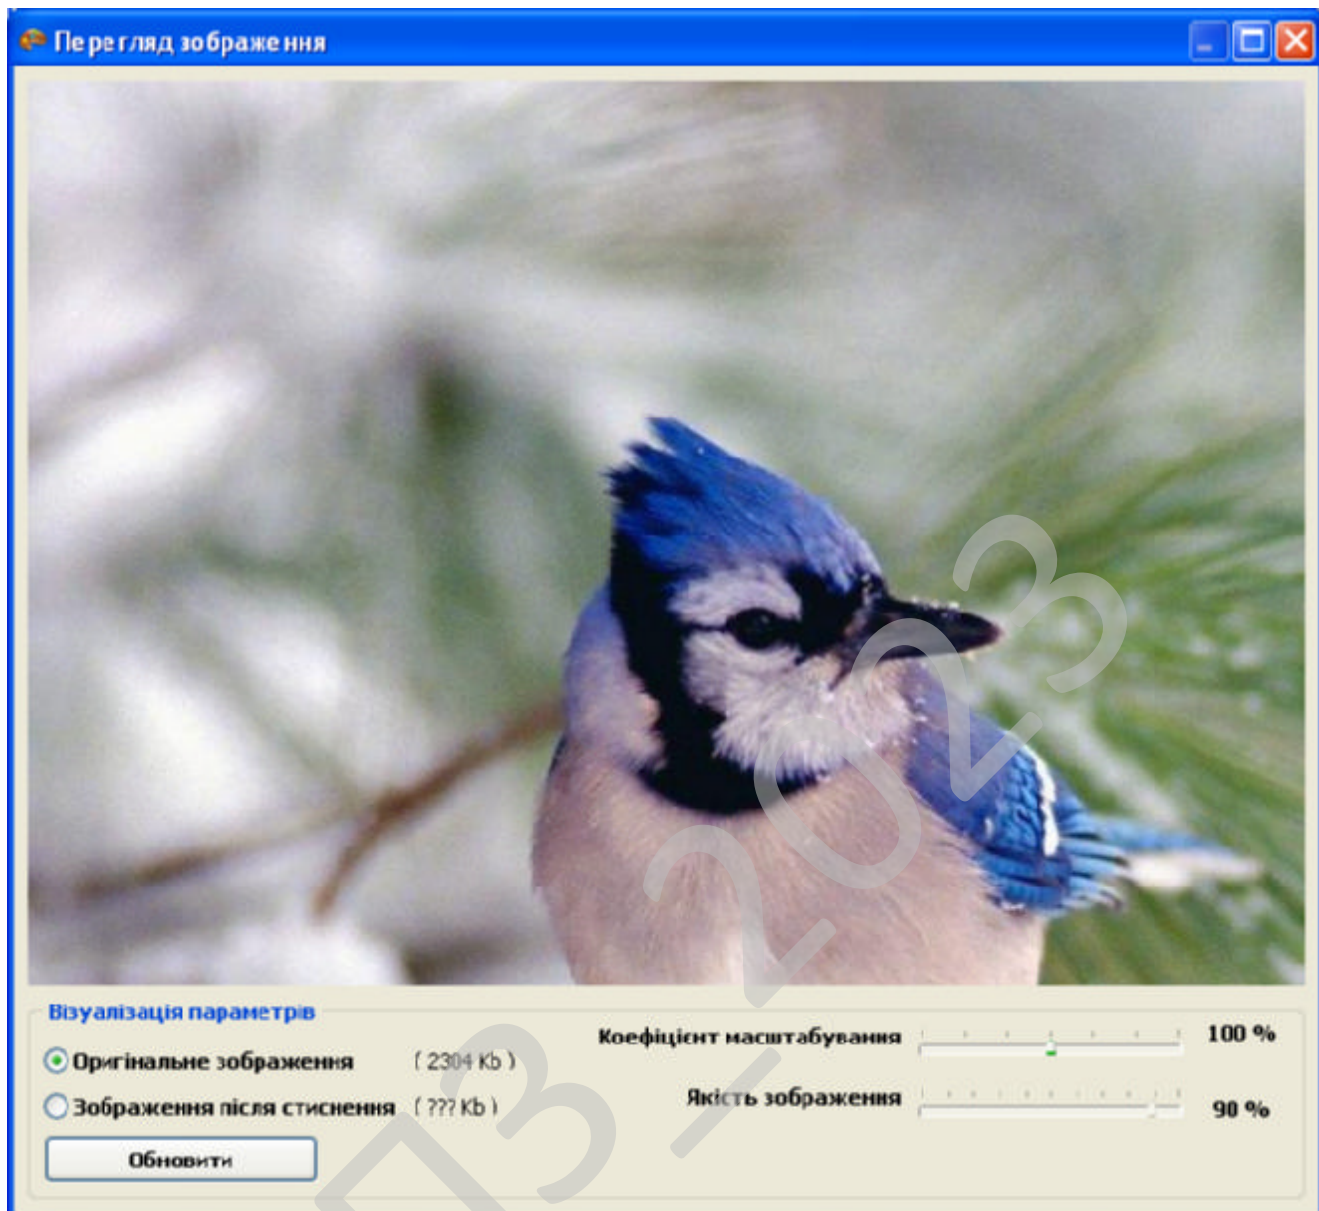 Перегляд зображення
Візуалізація параметрів
Оригінальне зображення ( 2304 Kb )
Зображення після стиснення ( ??? Kb )
Обновити
Коефіцієнт масштабування 100 %
Якість зображення 90 %
ПЗ_2023